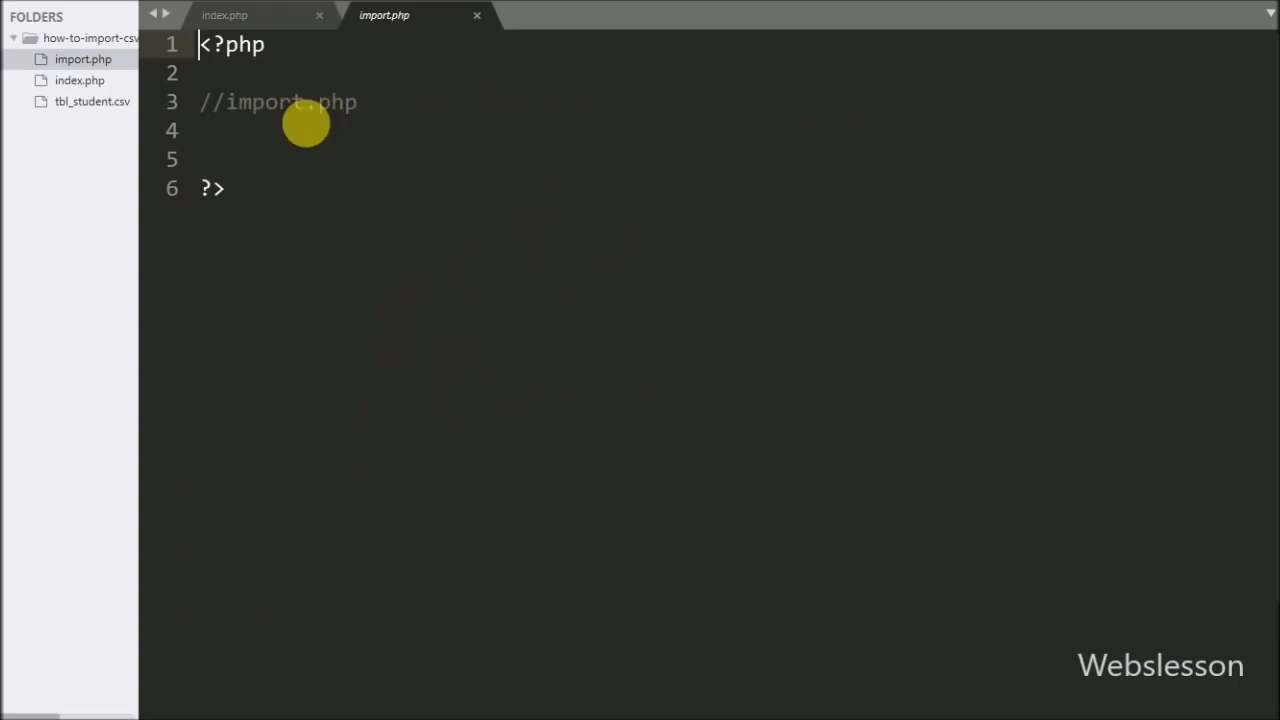 FOLDERS
how-to-import-csv
import.php
index.php
tbl_student.csv
index.php
import.php
1 <?php
2
3 //import.php
4
5
6 ?>
Webslesson